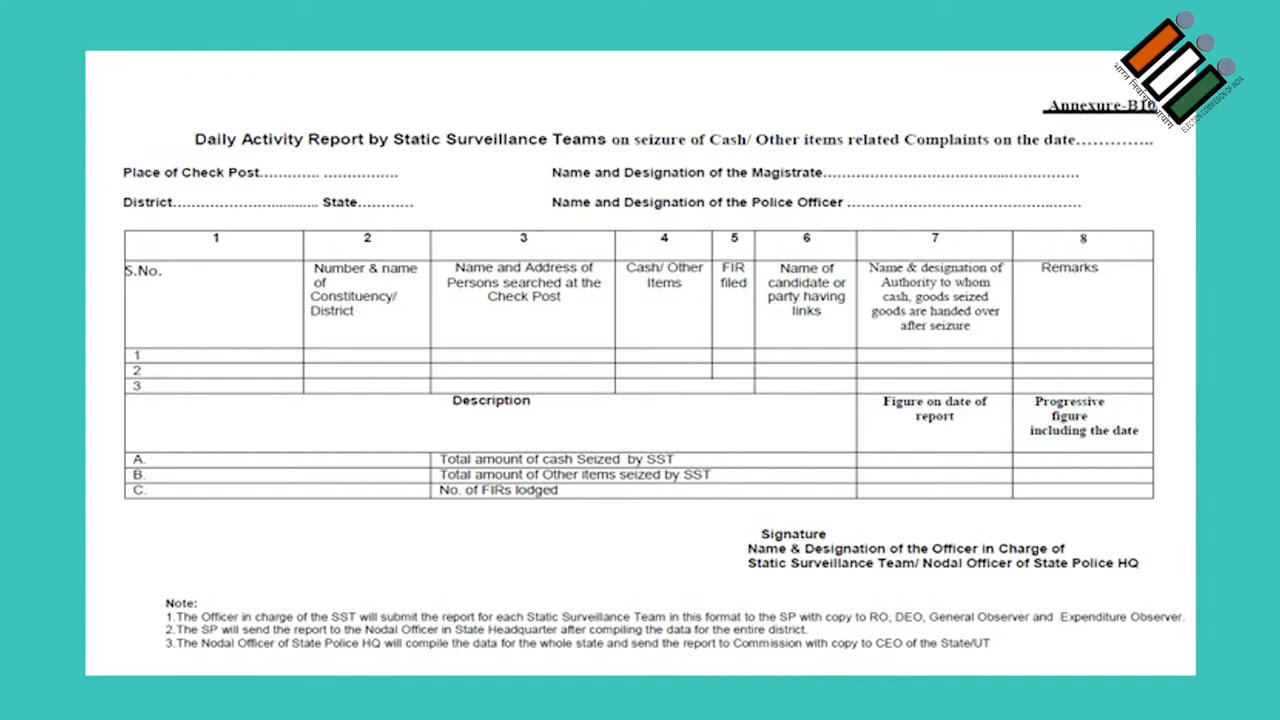 भारत निर्वाचन आयोग
ELECTION COMMISSION OF INDIA
Annexure-B10
Daily Activity Report by Static Surveillance Teams on seizure of Cash/ Other items related Complaints on the date…………..
Place of Check Post…………. …………….. Name and Designation of the Magistrate……………………………………………
District…………………………….. State………… Name and Designation of the Police Officer …………………………………………
1 2 3 4 5 6 7 8
S.No. Number & name Name and Address of Cash/ Other FIR Name of Name & designation of Remarks
of Persons searched at the Items filed candidate or Authority to whom
Constituency/ Check Post party having cash, goods seized
District links goods are handed over
after seizure
1
2
3
Description Figure on date of Progressive
report figure
including the date
A. Total amount of cash Seized by SST
B. Total amount of Other items seized by SST
C. No. of FIRs lodged
Signature
Name & Designation of the Officer in Charge of
Static Surveillance Team/ Nodal Officer of State Police HQ
Note:
1.The Officer in charge of the SST will submit the report for each Static Surveillance Team in this format to the SP with copy to RO, DEO, General Observer and Expenditure Observer.
2.The SP will send the report to the Nodal Officer in State Headquarter after compiling the data for the entire district.
3.The Nodal Officer of State Police HQ will compile the data for the whole state and send the report to Commission with copy to CEO of the State/UT